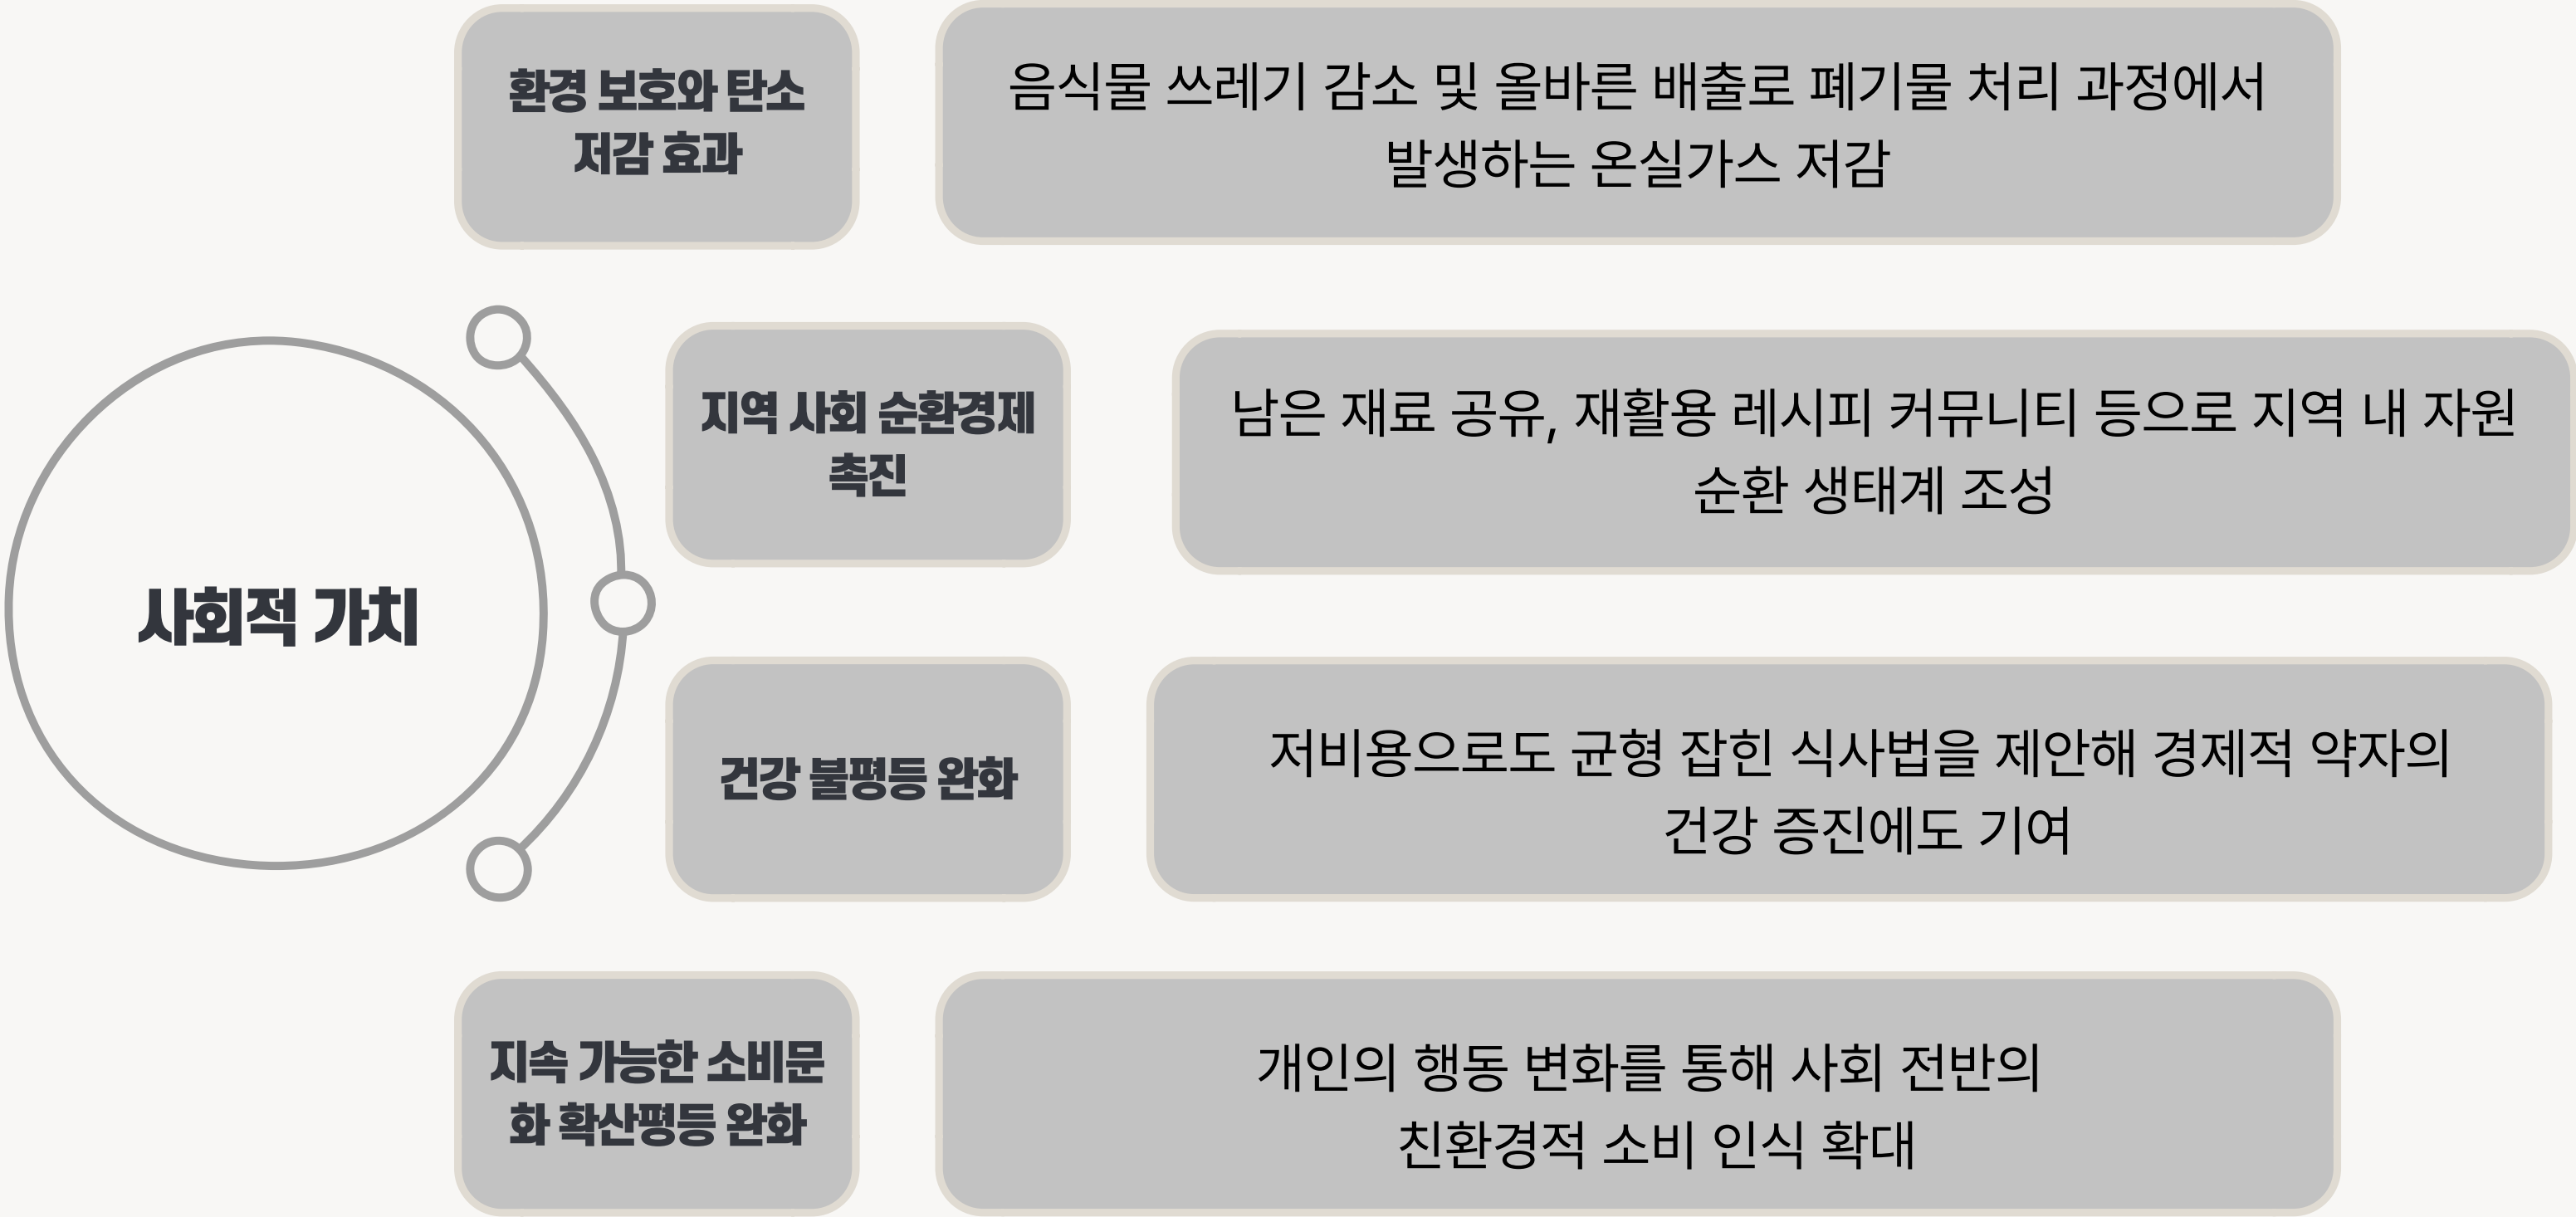 환경 보호와 탄소
저감 효과
음식물 쓰레기 감소 및 올바른 배출로 폐기물 처리 과정에서
발생하는 온실가스 저감
지역 사회 순환경제
촉진
남은 재료 공유, 재활용 레시피 커뮤니티 등으로 지역 내 자원
순환 생태계 조성
사회적 가치
건강 불평등 완화
저비용으로도 균형 잡힌 식사법을 제안해 경제적 약자의
건강 증진에도 기여
지속 가능한 소비문
화 확산평등 완화
개인의 행동 변화를 통해 사회 전반의
친환경적 소비 인식 확대